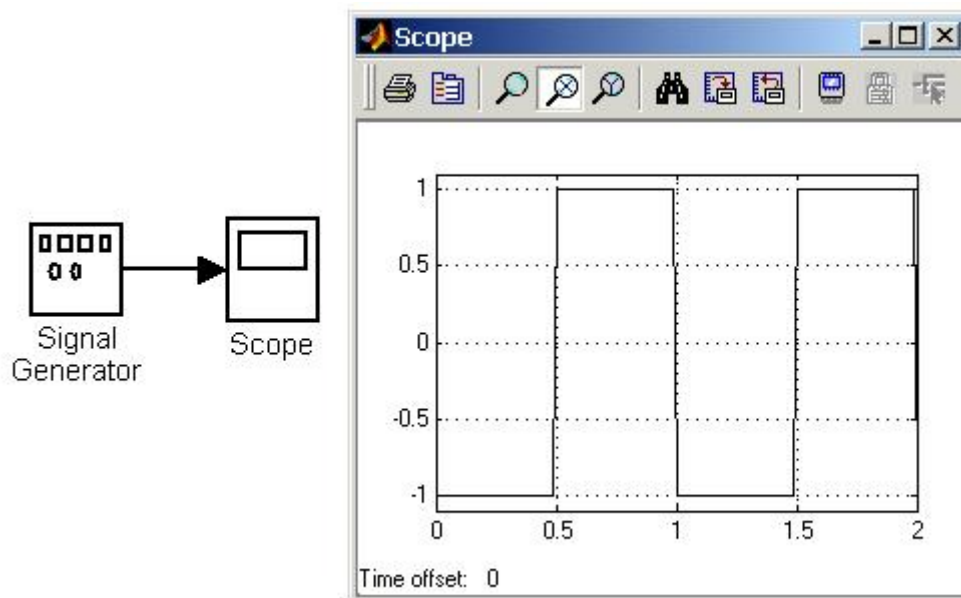 Signal
Generator
Scope
Scope
1
0.5
0
-0.5
-1
0 0.5 1 1.5 2
Time offset: 0